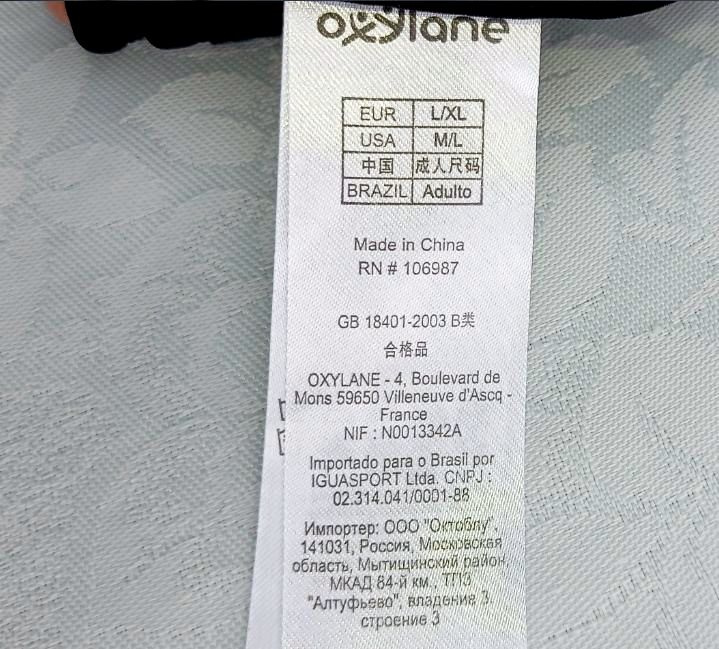 oxylane
EUR L/XL
USA M/L
中国 成人尺码
BRAZIL Adulto
Made in China
RN # 106987
GB 18401-2003 B类
合格品
OXYLANE - 4, Boulevard de
Mons 59650 Villeneuve d'Ascq -
France
NIF : N0013342A
Importado para o Brasil por
IGUASPORT Ltda. CNPJ :
02.314.041/0001-88
Импортер: ООО "Октоблу",
141031, Россия, Московская
область, Мытищинский район,
МКАД 84-й км., ТПЗ
"Алтуфьево", владение 3,
строение 3